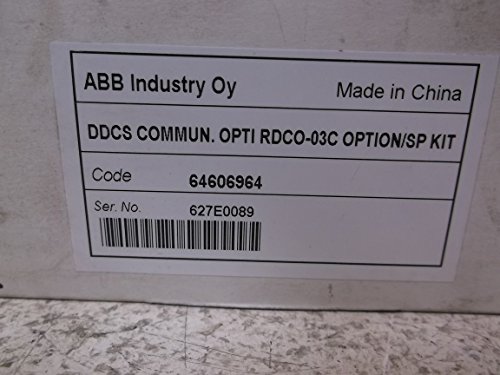 ABB Industry Oy Made in China
DDCS COMMUN. OPTI RDCO-03C OPTION/SP KIT
Code 64606964
Ser. No. 627E0089